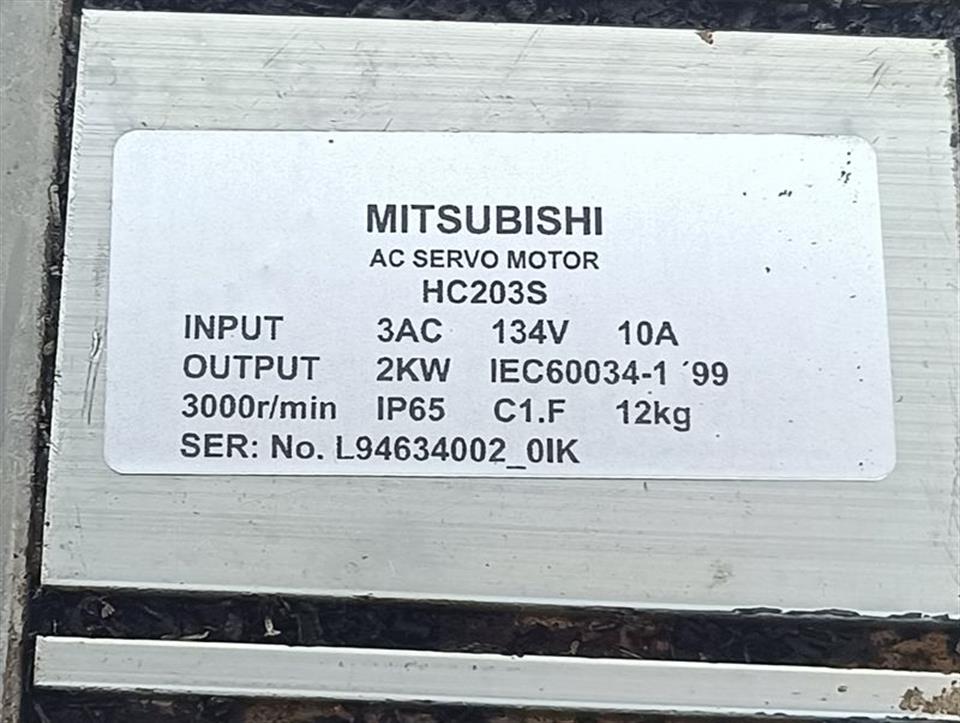 MITSUBISHI
AC SERVO MOTOR
HC203S
INPUT 3AC 134V 10A
OUTPUT 2KW IEC60034-1 ´99
3000r/min IP65 C1.F 12kg
SER: No. L94634002_0IK